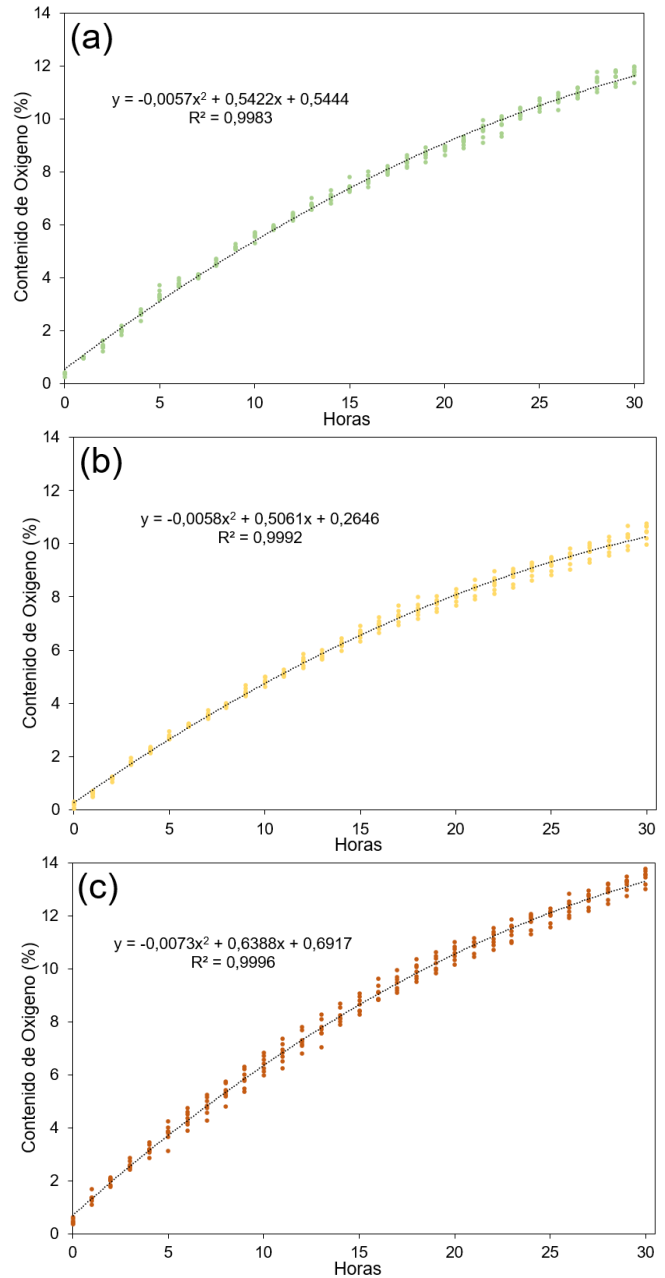 (a)
y = -0,0057x² + 0,5422x + 0,5444
R² = 0,9983
Contenido de Oxigeno (%)
14
12
10
8
6
4
2
0
0 5 10 15 20 25 30
Horas
(b)
y = -0,0058x² + 0,5061x + 0,2646
R² = 0,9992
Contenido de Oxigeno (%)
14
12
10
8
6
4
2
0
0 5 10 15 20 25 30
Horas
(c)
y = -0,0073x² + 0,6388x + 0,6917
R² = 0,9996
Contenido de Oxigeno (%)
14
12
10
8
6
4
2
0
0 5 10 15 20 25 30
Horas